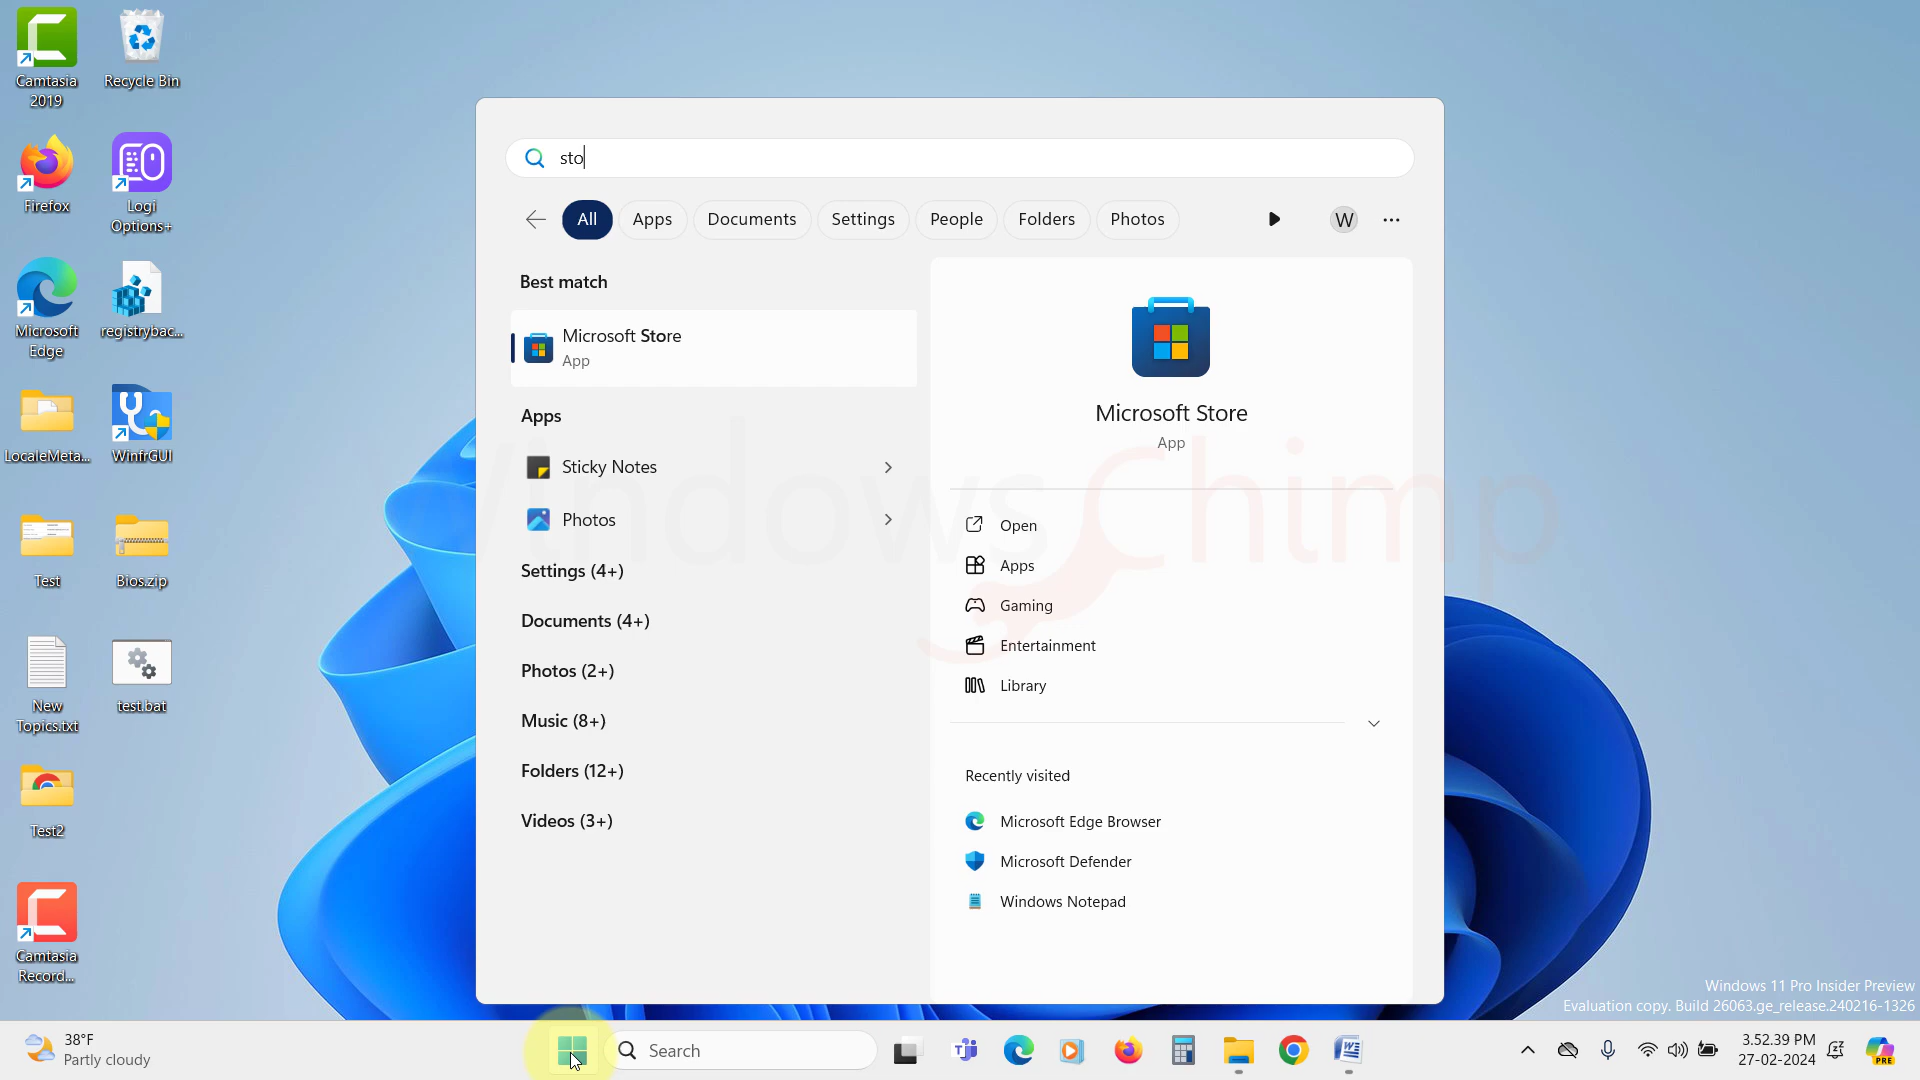 Camtasia
2019
Recycle Bin
Firefox
Logi
Options+
Microsoft
Edge
registrybac...
LocaleMeta...
WinfrGUI
Test
Bios.zip
New
Topics.txt
test.bat
Test2
Camtasia
Record...
sto
All
Apps
Documents
Settings
People
Folders
Photos
W
Best match
Microsoft Store
App
Apps
Sticky Notes
Photos
Settings (4+)
Documents (4+)
Photos (2+)
Music (8+)
Folders (12+)
Videos (3+)
Microsoft Store
App
Open
Apps
Gaming
Entertainment
Library
Recently visited
Microsoft Edge Browser
Microsoft Defender
Windows Notepad
Windows Chimp
Windows 11 Pro Insider Preview
Evaluation copy. Build 26063.ge_release.240216-1326
38°F
Partly cloudy
Search
3.52.39 PM
27-02-2024
PRE